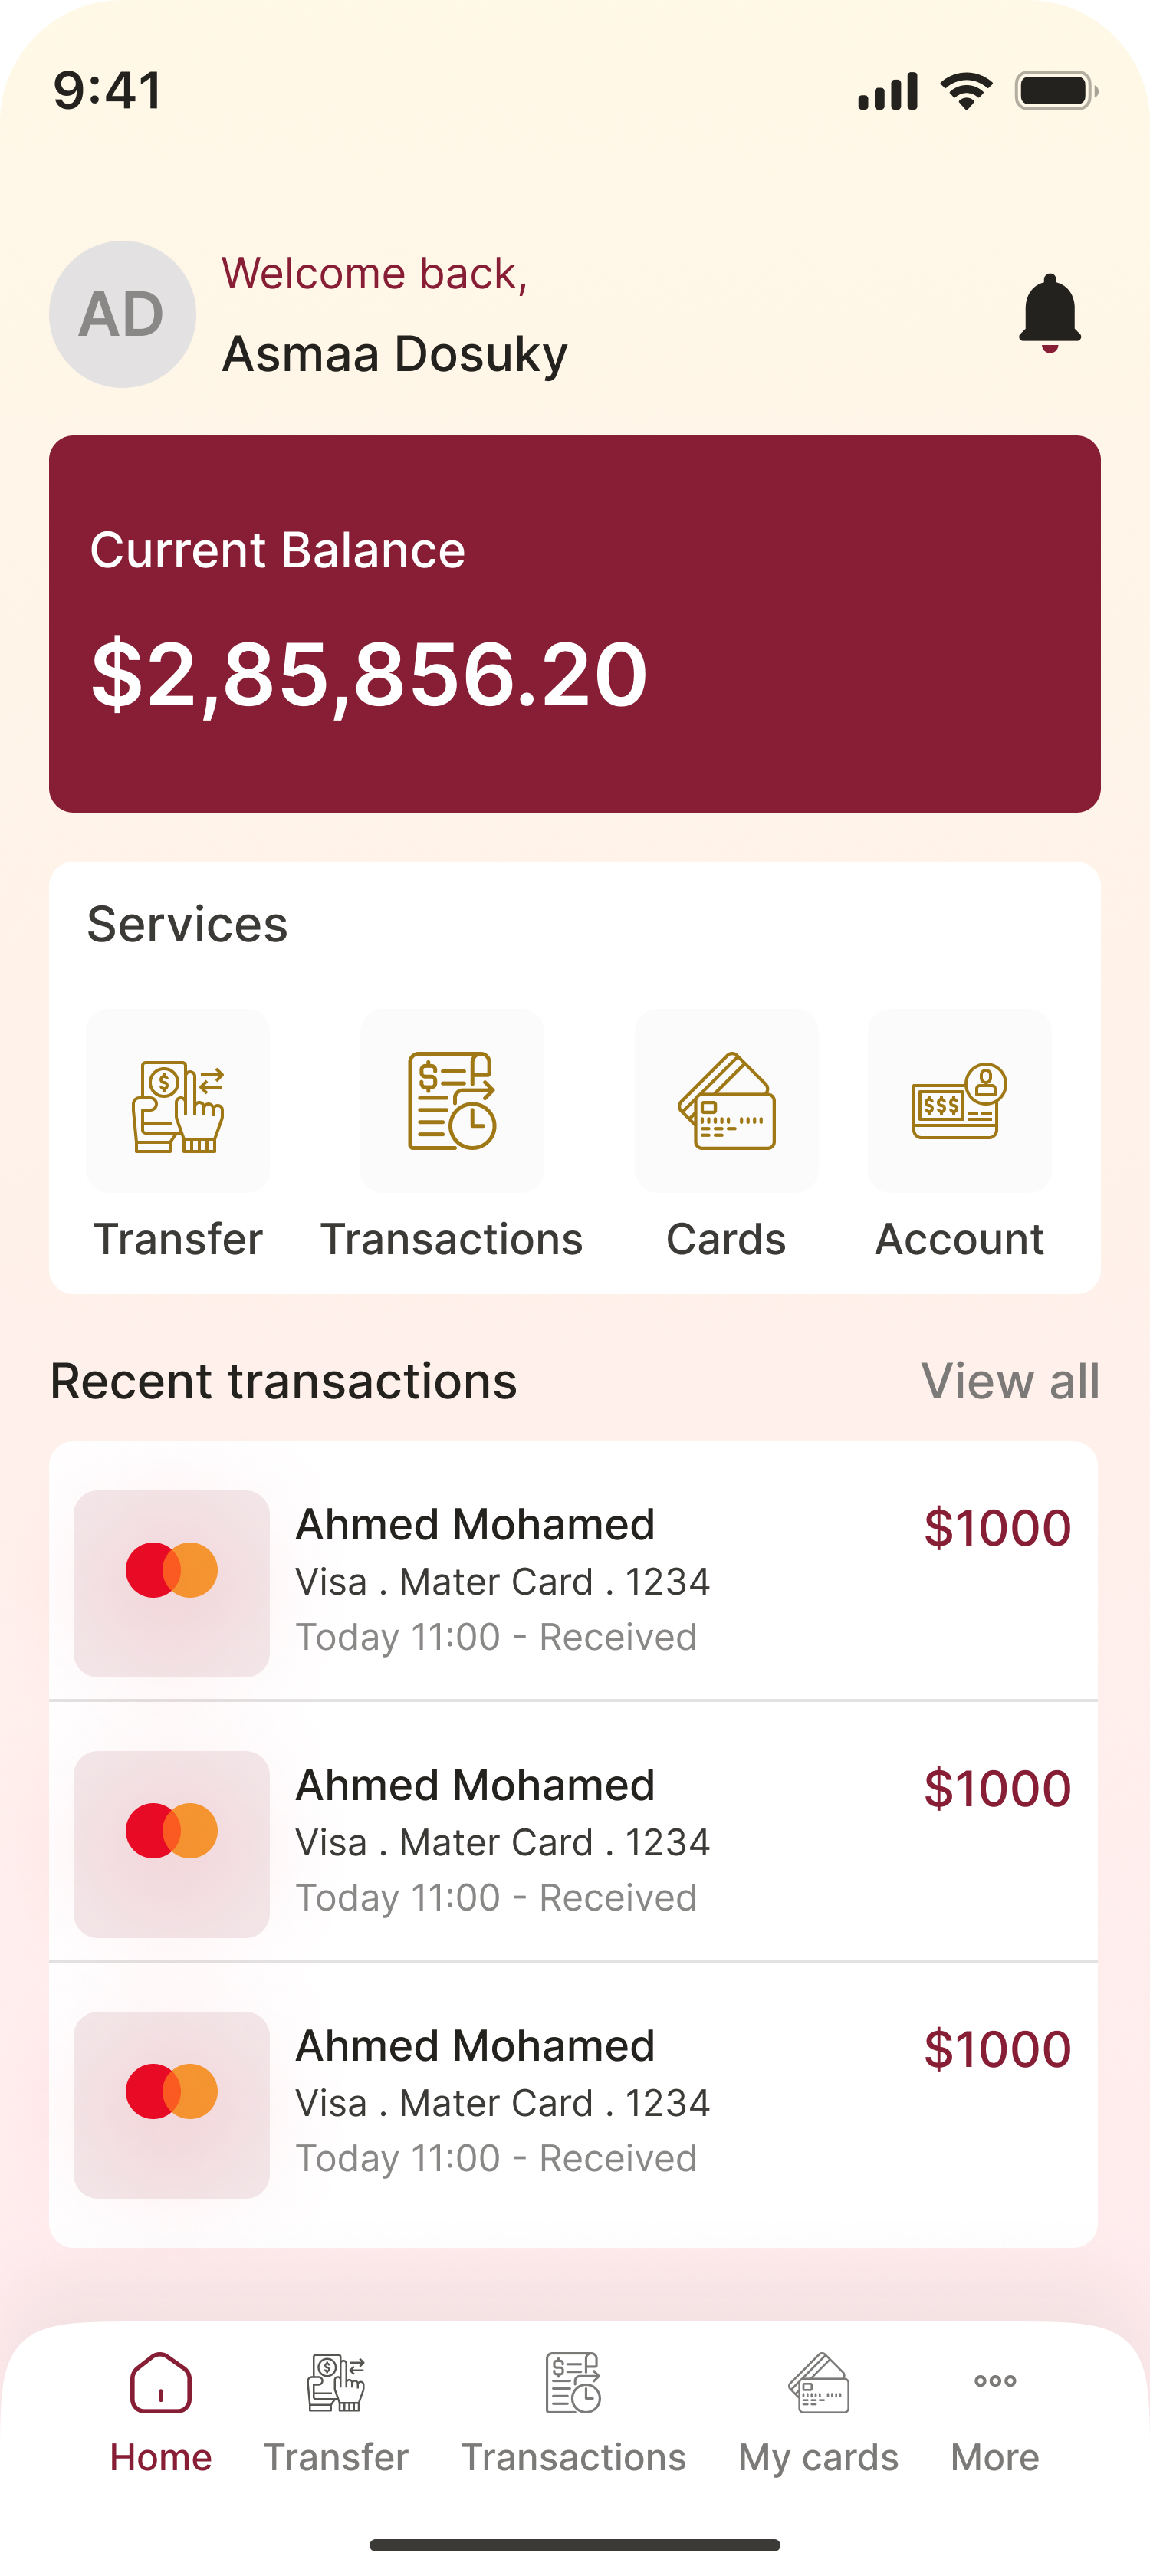 9:41
AD
Welcome back,
Asmaa Dosuky
Current Balance
$2,85,856.20
Services
Transfer
Transactions
Cards
Account
Recent transactions
View all
Ahmed Mohamed
$1000
Visa . Mater Card . 1234
Today 11:00 - Received
Ahmed Mohamed
$1000
Visa . Mater Card . 1234
Today 11:00 - Received
Ahmed Mohamed
$1000
Visa . Mater Card . 1234
Today 11:00 - Received
Home
Transfer
Transactions
My cards
More